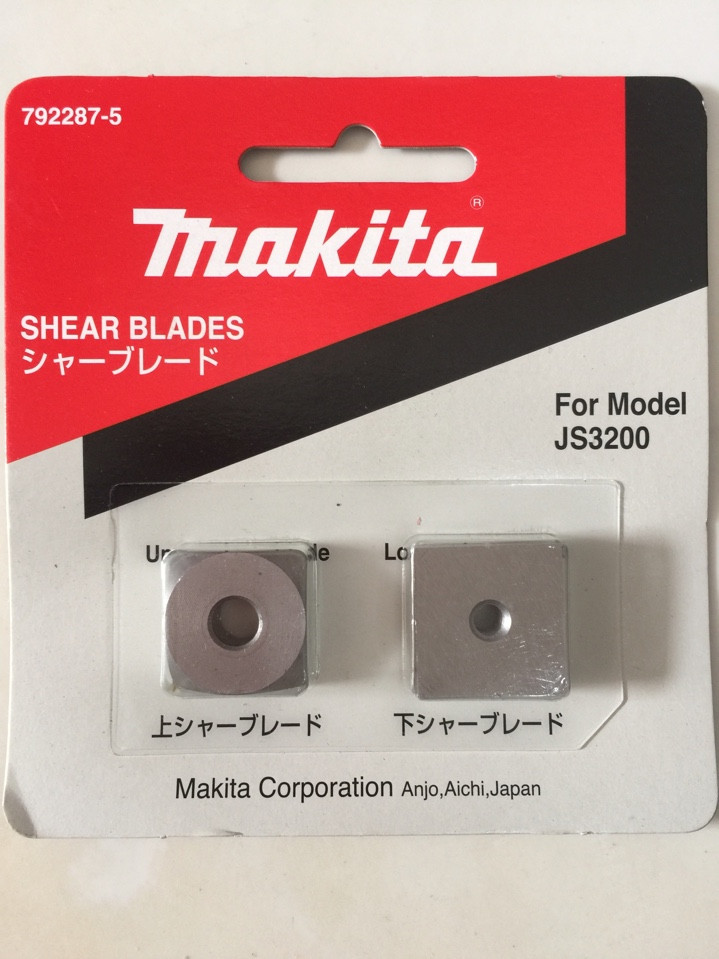 792287-5
makita®
SHEAR BLADES
シャーブレード
For Model
JS3200
上シャーブレード
下シャーブレード
Makita Corporation Anjo,Aichi,Japan